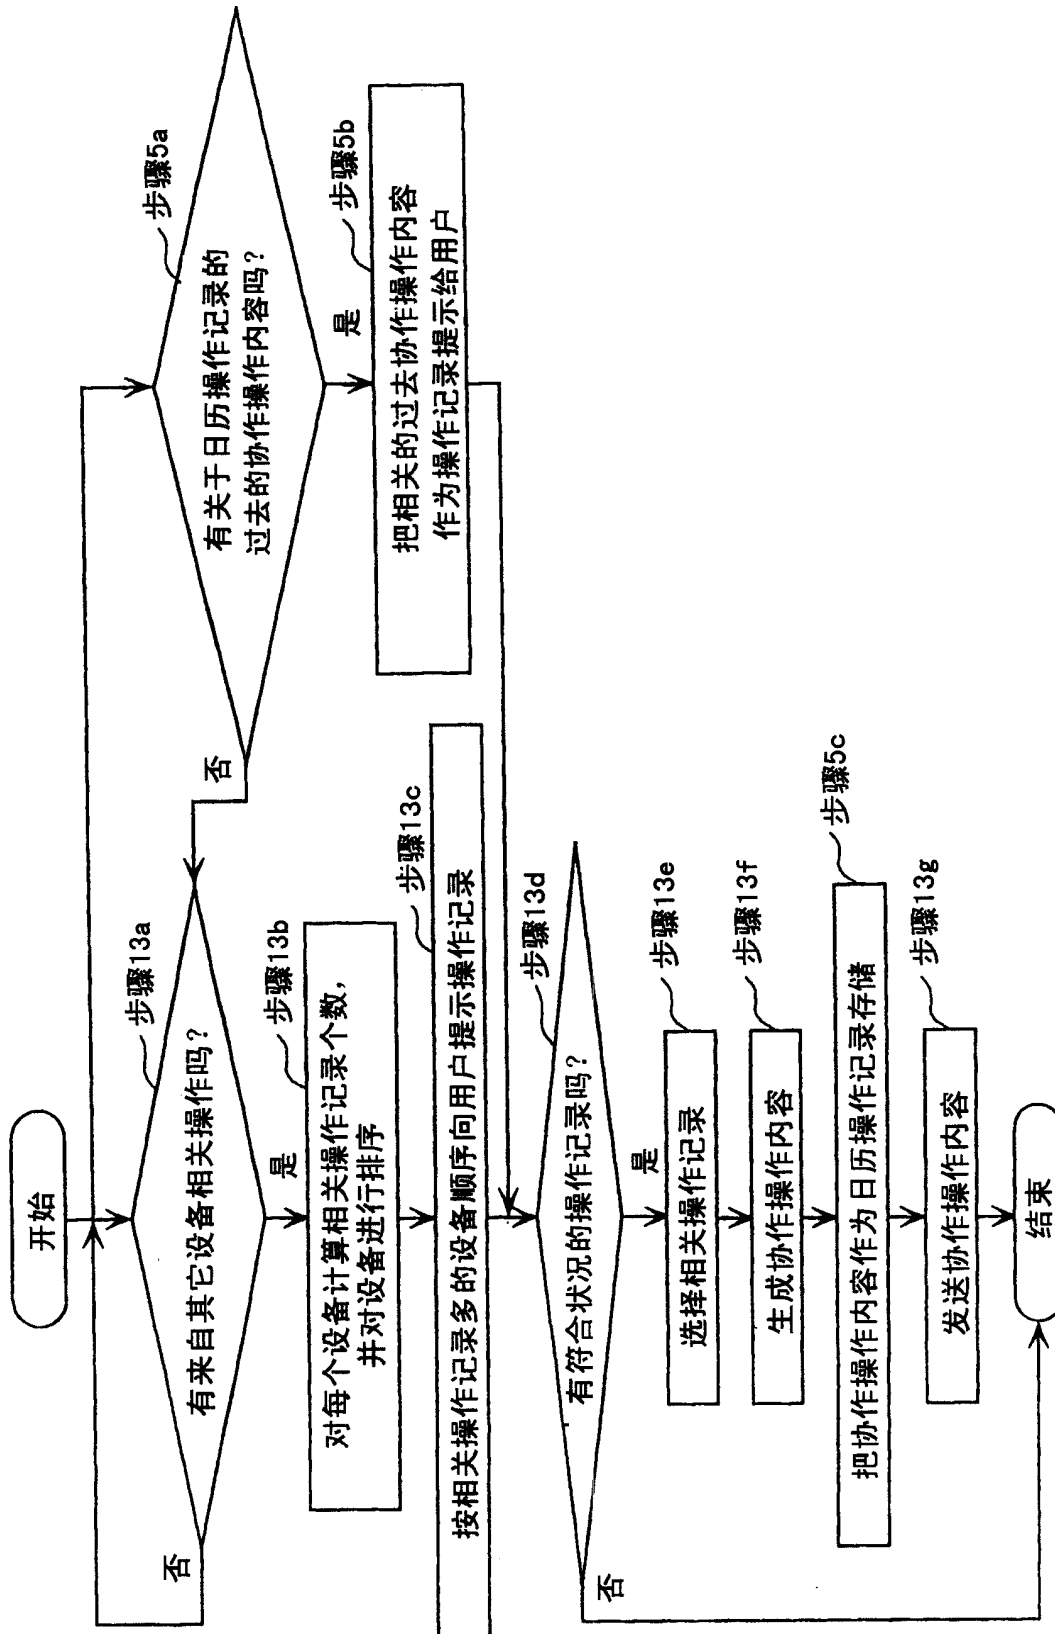 开始
步骤13a
有来自其它设备相关操作吗？
否
是
步骤13b
对每个设备计算相关操作记录个数，
并对设备进行排序
步骤13c
按相关操作记录多的设备顺序向用户提示操作记录
步骤5a
有关于日历操作记录的
过去的协作操作内容吗？
否
是
步骤5b
把相关的过去协作操作内容
作为操作记录提示给用户
步骤13d
有符合状况的操作记录吗？
否
是
步骤13e
选择相关操作记录
步骤13f
生成协作操作内容
步骤5c
把协作操作内容作为日历操作记录存储
步骤13g
发送协作操作内容
结束